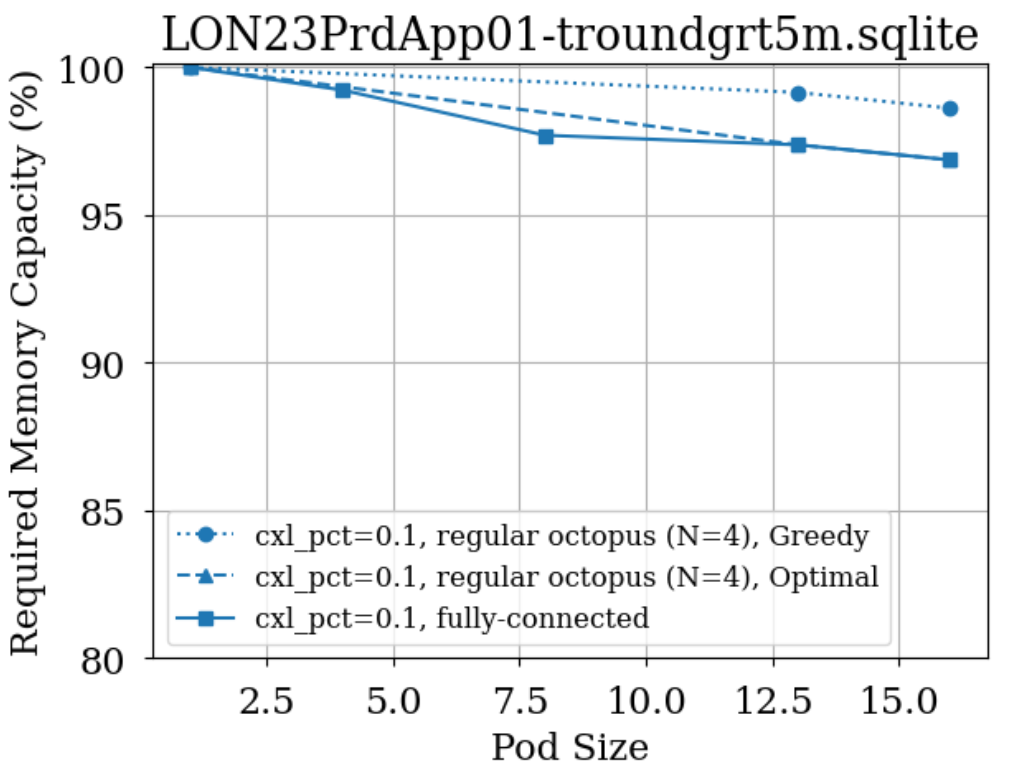 LON23PrdApp01-troundgrt5m.sqlite
Required Memory Capacity (%)
100
95
90
85
80
cxl_pct=0.1, regular octopus (N=4), Greedy
cxl_pct=0.1, regular octopus (N=4), Optimal
cxl_pct=0.1, fully-connected
2.5 5.0 7.5 10.0 12.5 15.0
Pod Size